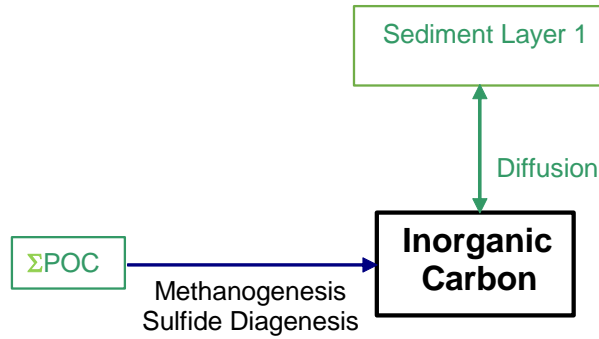 Sediment Layer 1
Diffusion
Inorganic
Carbon
ΣPOC
Methanogenesis
Sulfide Diagenesis